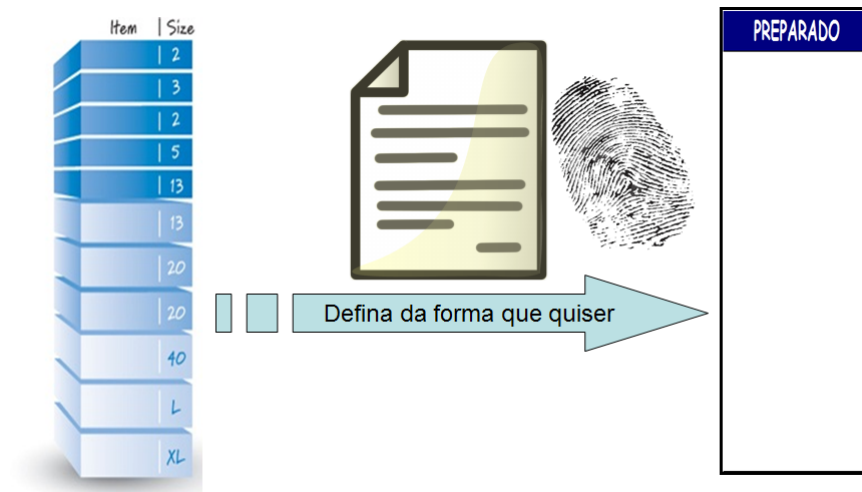 Item | Size
2
3
2
5
13
13
20
20
40
L
XL
Defina da forma que quiser
PREPARADO